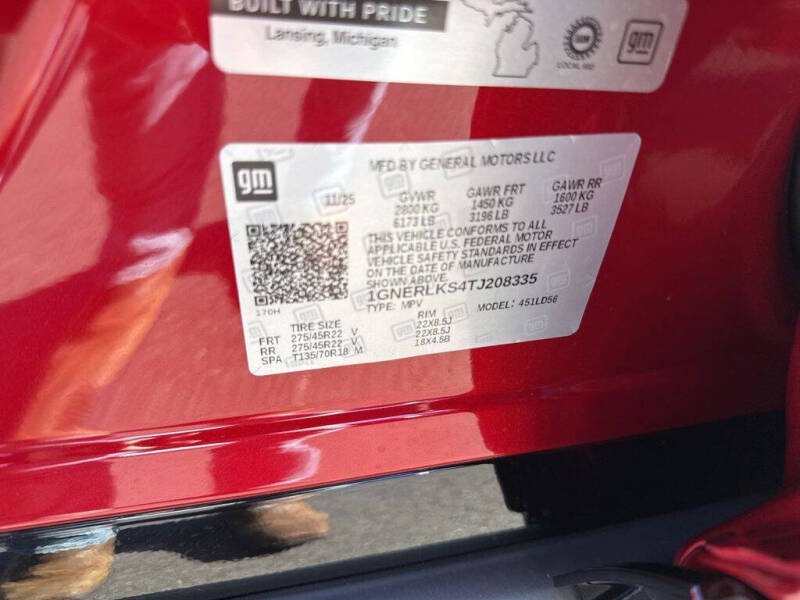 BUILT WITH PRIDE
Lansing, Michigan
LOCAL 602
gm
gm
MFD BY GENERAL MOTORS LLC
11/25
GVWR
2800 KG
6173 LB
GAWR FRT
1450 KG
3196 LB
GAWR RR
1600 KG
3527 LB
THIS VEHICLE CONFORMS TO ALL
APPLICABLE U.S. FEDERAL MOTOR
VEHICLE SAFETY STANDARDS IN EFFECT
ON THE DATE OF MANUFACTURE
SHOWN ABOVE.
1GNERLKS4TJ208335
TYPE: MPV MODEL: 451LD56
170H
TIRE SIZE RIM
FRT 275/45R22 V 22X8.5J
RR 275/45R22 V 22X8.5J
SPA T135/70R18 M 18X4.5B